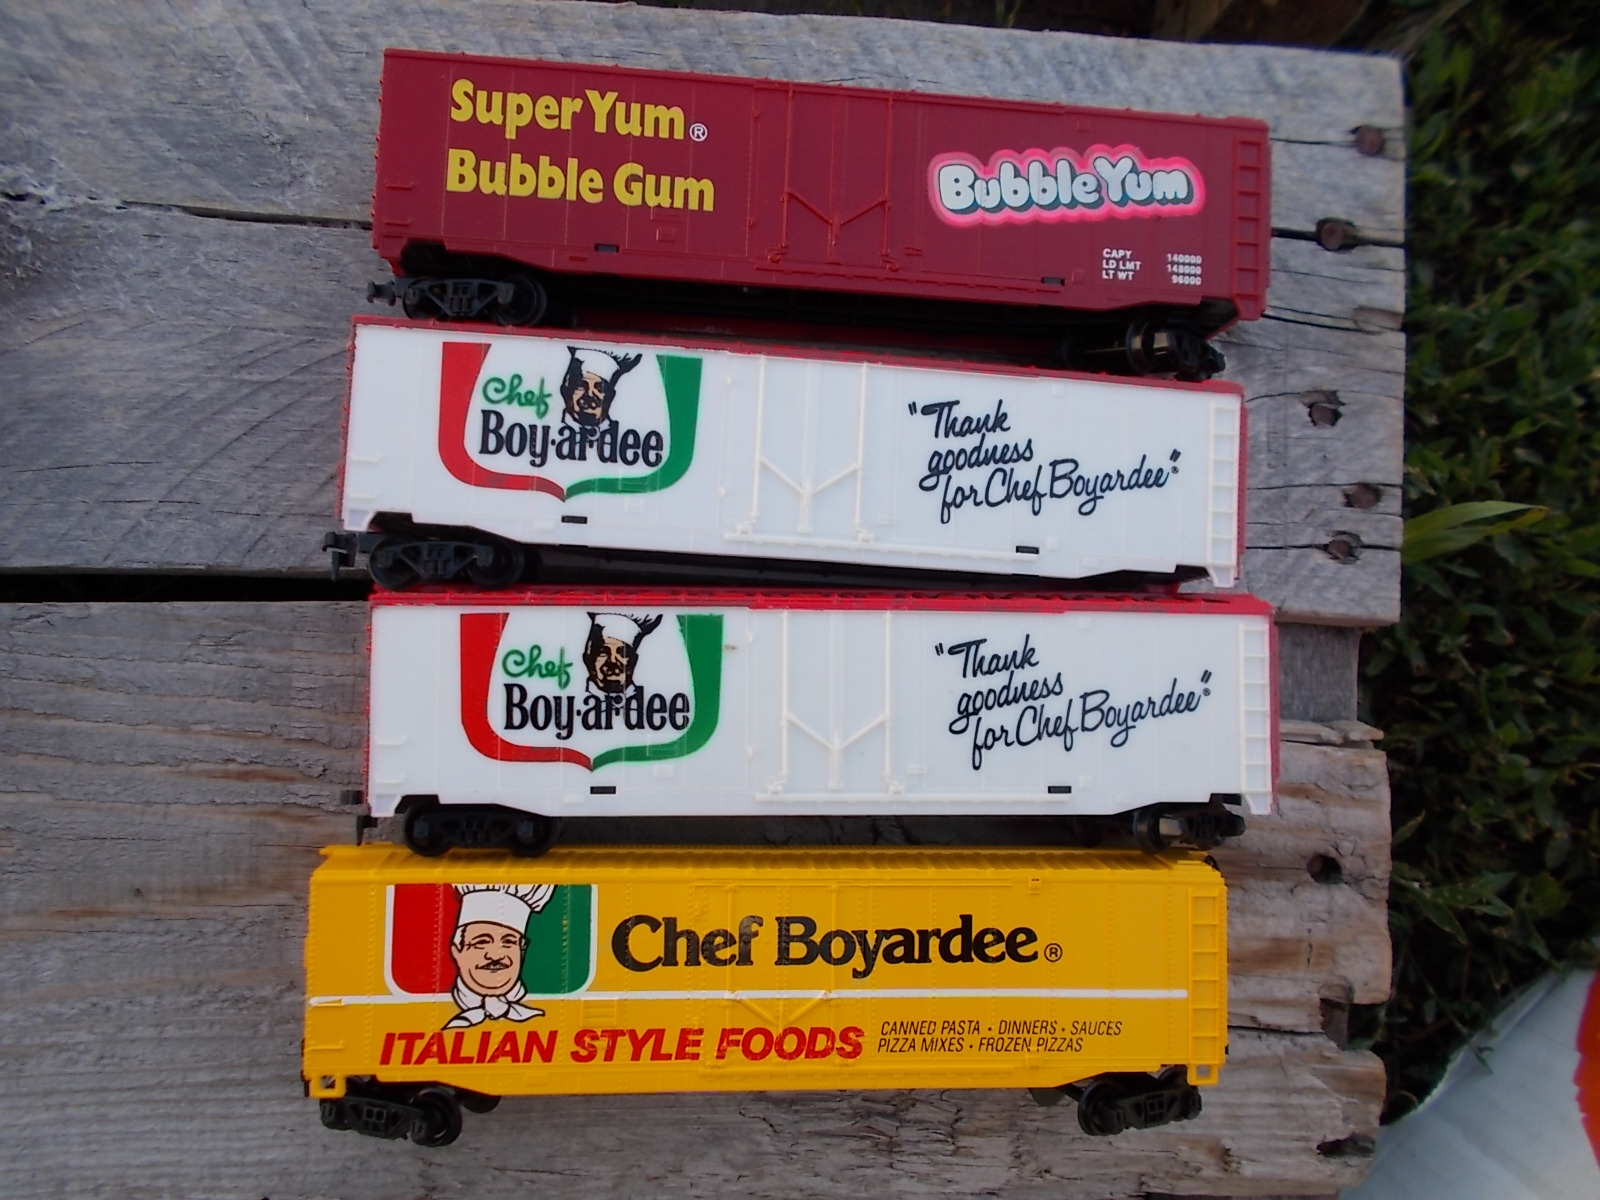 Super Yum®
Bubble Gum
Bubble Yum
CAPY 140000
LD LMT 148000
LT WT 96000
Chef
Boy-ar-dee
"Thank
goodness
for Chef Boyardee"®
Chef
Boy-ar-dee
"Thank
goodness
for Chef Boyardee"®
Chef Boyardee®
ITALIAN STYLE FOODS
CANNED PASTA • DINNERS • SAUCES
PIZZA MIXES • FROZEN PIZZAS